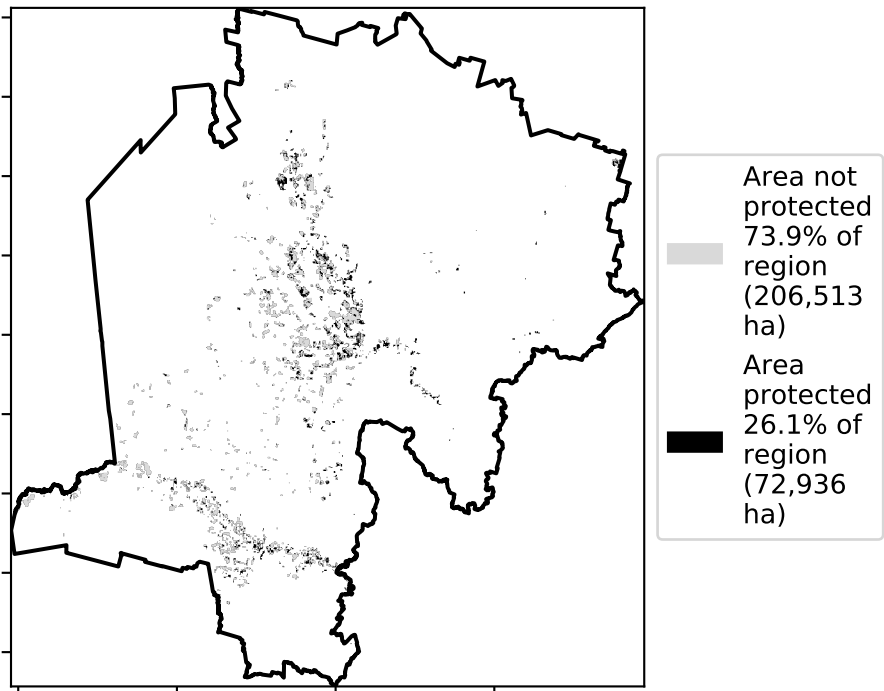 Area not
protected
73.9% of
region
(206,513
ha)
Area
protected
26.1% of
region
(72,936
ha)